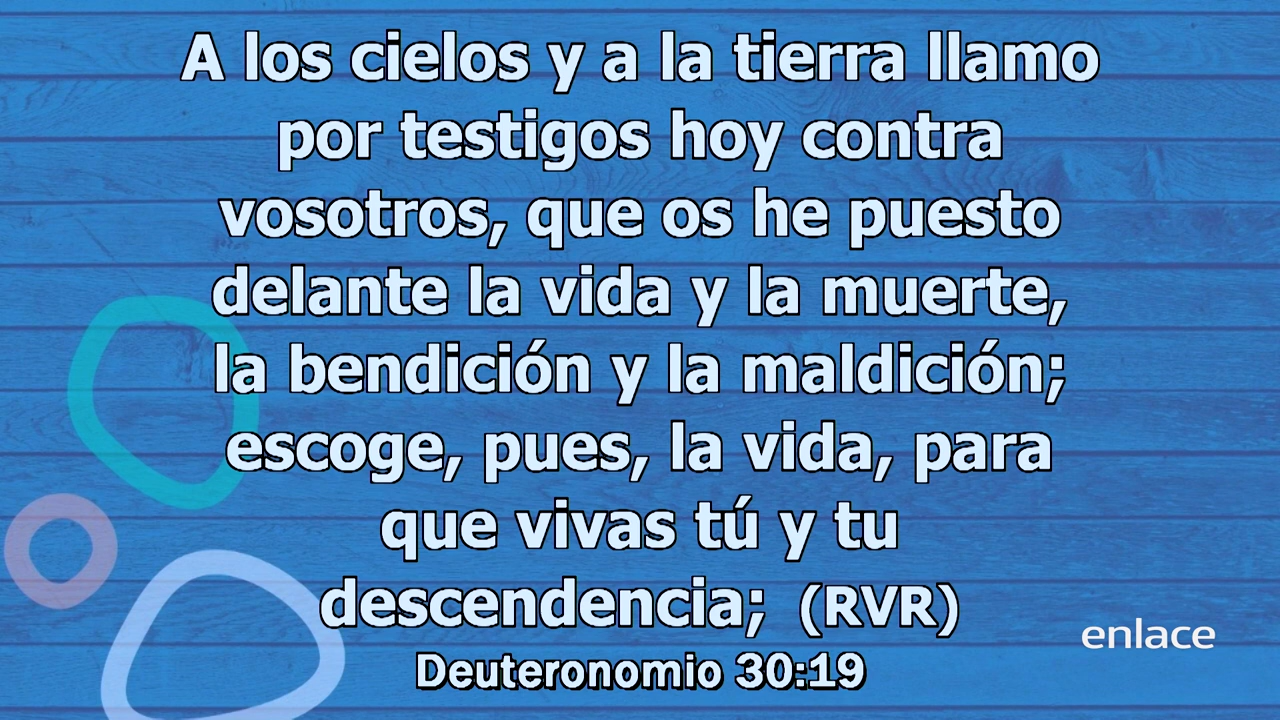 A los cielos y a la tierra llamo
por testigos hoy contra
vosotros, que os he puesto
delante la vida y la muerte,
la bendición y la maldición;
escoge, pues, la vida, para
que vivas tú y tu
descendencia; (RVR)
enlace
Deuteronomio 30:19